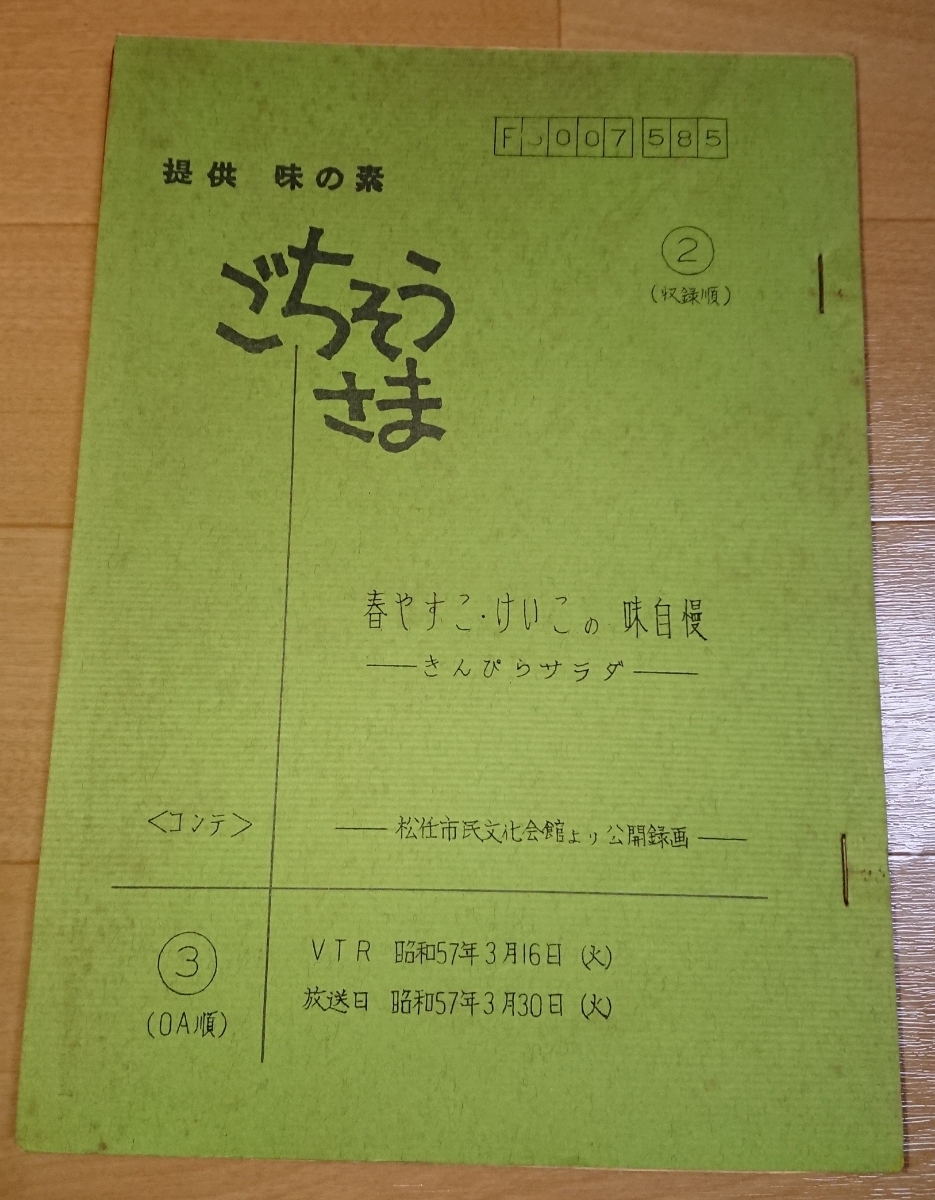 F 007585
提供 味の素
ごちそう
さま
②
(収録順)
春やすこ・けいこの 味自慢
──きんぴらサラダ──
<コンテ>
──松任市民文化会館より公開録画──
③
(OA順)
VTR 昭和57年3月16日(火)
放送日 昭和57年3月30日(火)